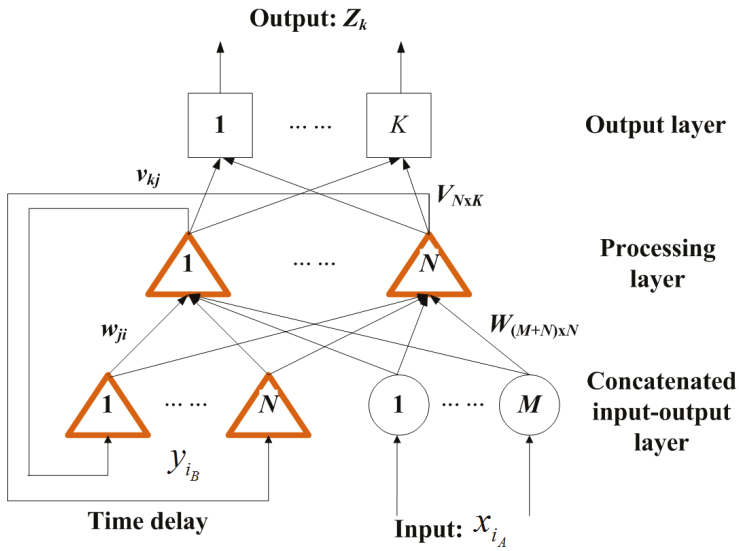 Output: Zk
1 ... ... K Output layer
vkj
VNxK
1 ... ... N Processing layer
wji
W(M+N)xN
1 ... ... N 1 ... ... M Concatenated input-output layer
yiB
Time delay
Input: xiA